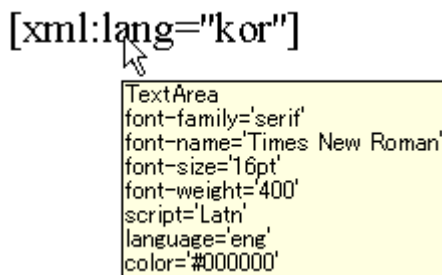 [xml:lang="kor"]
TextArea
font-family='serif'
font-name='Times New Roman'
font-size='16pt'
font-weight='400'
script='Latn'
language='eng'
color='#000000'